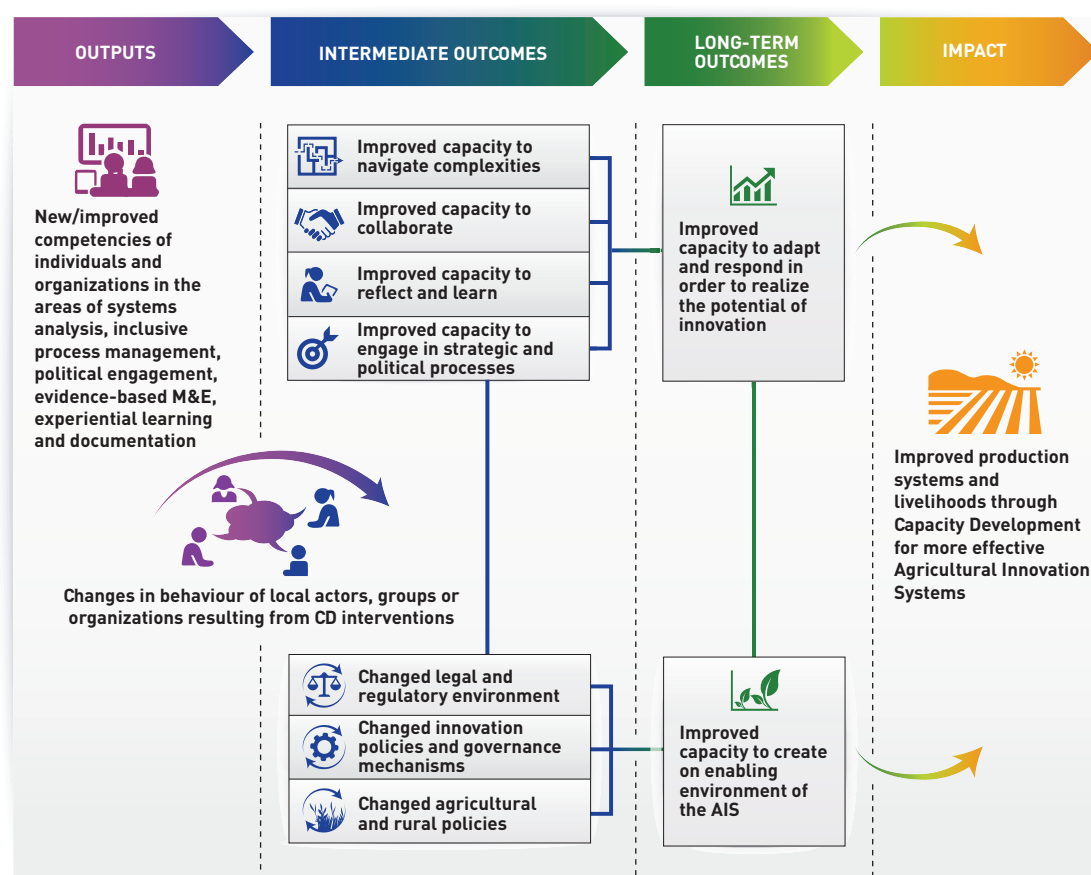 OUTPUTS
INTERMEDIATE OUTCOMES
LONG-TERM
OUTCOMES
IMPACT
New/improved
competencies of
individuals and
organizations in the
areas of systems
analysis, inclusive
process management,
political engagement,
evidence-based M&E,
experiential learning
and documentation
Changes in behaviour of local actors, groups or
organizations resulting from CD interventions
Improved capacity to
navigate complexities
Improved capacity to
collaborate
Improved capacity to
reflect and learn
Improved capacity to
engage in strategic and
political processes
Changed legal and
regulatory environment
Changed innovation
policies and governance
mechanisms
Changed agricultural
and rural policies
Improved
capacity to adapt
and respond in
order to realize
the potential of
innovation
Improved
capacity to create
on enabling
environment of
the AIS
Improved production
systems and
livelihoods through
Capacity Development
for more effective
Agricultural Innovation
Systems